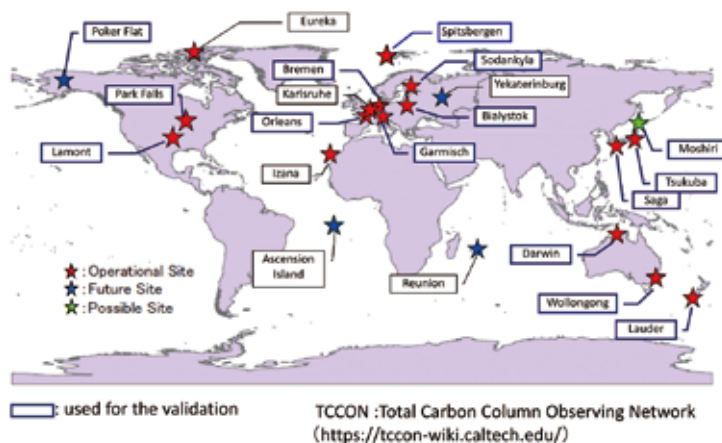 Eureka
Spitsbergen
Poker Flat
Bremen
Sodankyla
Park Falls
Karlsruhe
Yekaterinburg
Orleans
Bialystok
Lamont
Garmisch
Moshiri
Izana
Tsukuba
Saga
Ascension
Island
Reunion
Darwin
Wollongong
Lauder
:Operational Site
:Future Site
:Possible Site
: used for the validation
TCCON :Total Carbon Column Observing Network
(https://tccon-wiki.caltech.edu/)